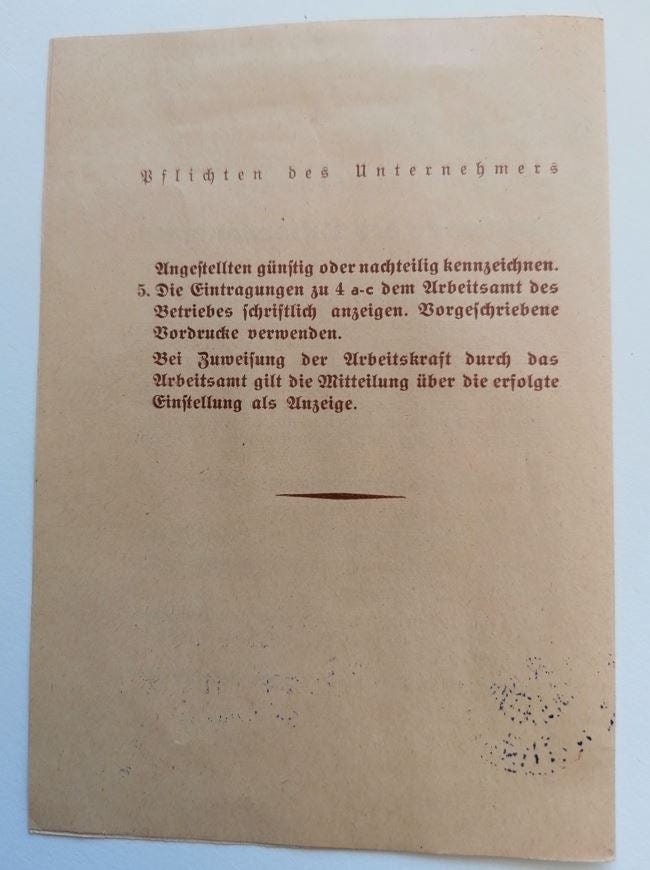 Pflichten des Unternehmers
Angestellten günstig oder nachteilig kennzeichnen.
5. Die Eintragungen zu 4 a-c dem Arbeitsamt des
Betriebes schriftlich anzeigen. Vorgeschriebene
Vordrucke verwenden.
Bei Zuweisung der Arbeitskraft durch das
Arbeitsamt gilt die Mitteilung über die erfolgte
Einstellung als Anzeige.